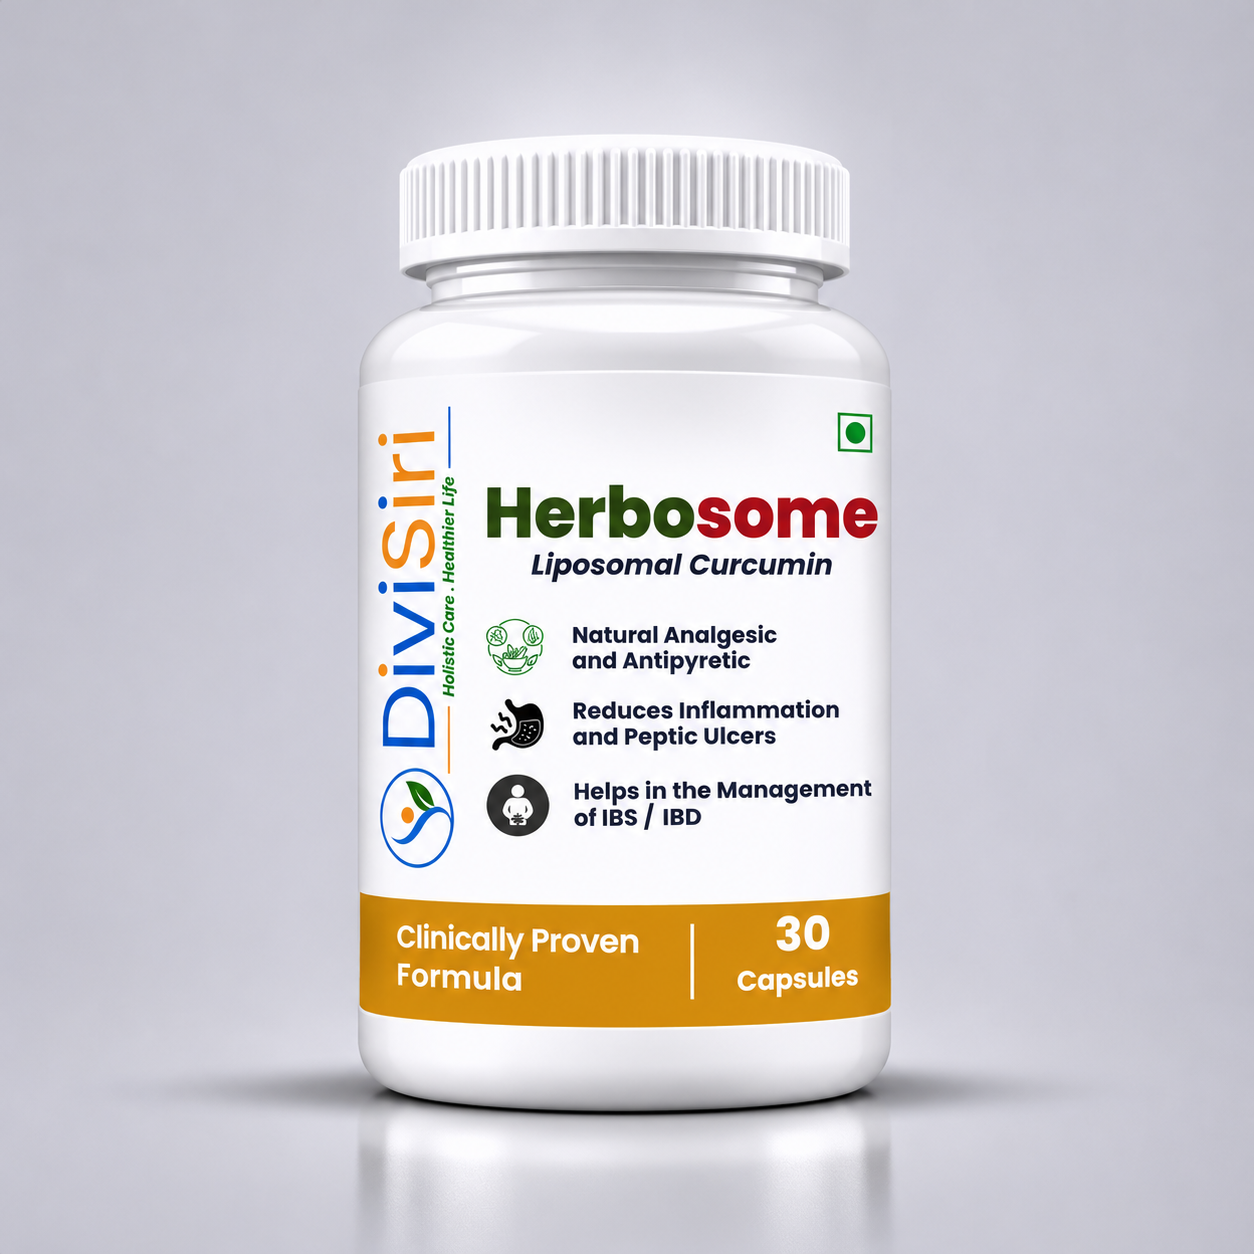 DiviSiri
Holistic Care . Healthier Life
Herbosome
Liposomal Curcumin
Natural Analgesic
and Antipyretic
Reduces Inflammation
and Peptic Ulcers
Helps in the Management
of IBS / IBD
Clinically Proven
Formula
30
Capsules